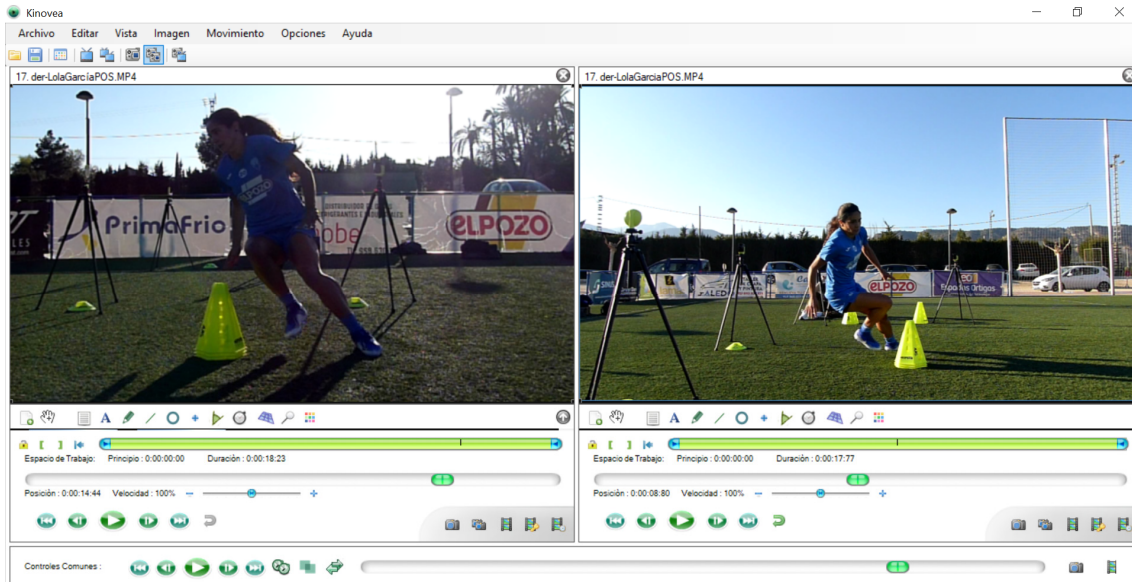 Kinovea
Archivo Editar Vista Imagen Movimiento Opciones Ayuda
17. der-LolaGarcíaPOS.MP4
PrimaFrio
DISTRIBUIDOR
ELPOZO
ELPOZO
Espacio de Trabajo: Principio : 0:00:00:00 Duración : 0:00:18:23
Posición : 0:00:14:44 Velocidad : 100%
17. der-LolaGarciaPOS.MP4
ELPOZO
Espacio de Trabajo: Principio : 0:00:00:00 Duración : 0:00:17:77
Posición : 0:00:08:80 Velocidad : 100%
Controles Comunes :